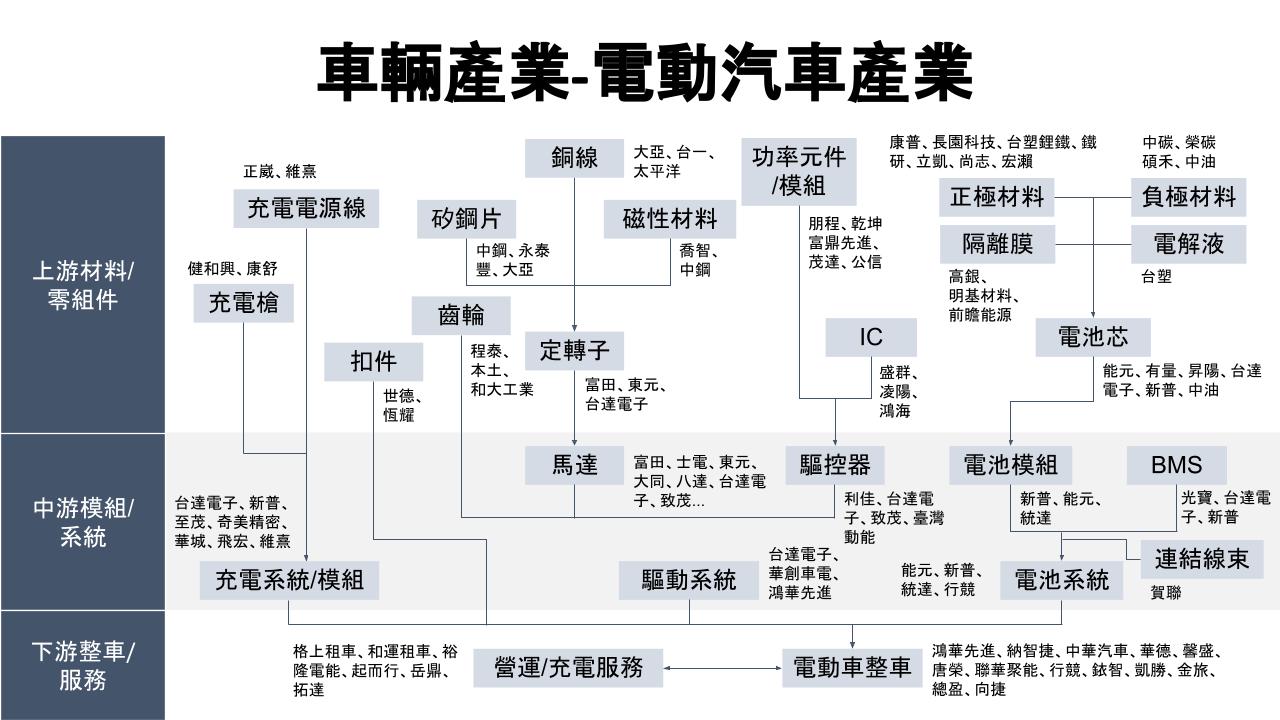 車輛產業-電動汽車產業
上游材料/
零組件
正崴、維熹
充電電源線
健和興、康舒
充電槍
扣件
世德、
恆耀
銅線
大亞、台一、
太平洋
矽鋼片
中鋼、永泰
豐、大亞
磁性材料
喬智、
中鋼
齒輪
程泰、
本土、
和大工業
定轉子
富田、東元、
台達電子
功率元件
/模組
朋程、乾坤
富鼎先進、
茂達、公信
IC
盛群、
凌陽、
鴻海
康普、長園科技、台塑鋰鐵、鐵
研、立凱、尚志、宏瀨
正極材料
中碳、榮碳
碩禾、中油
負極材料
隔離膜
高銀、
明基材料、
前瞻能源
電解液
台塑
電池芯
能元、有量、昇陽、台達
電子、新普、中油
中游模組/
系統
台達電子、新普、
至茂、奇美精密、
華城、飛宏、維熹
充電系統/模組
馬達
富田、士電、東元、
大同、八達、台達電
子、致茂...
驅控器
利佳、台達電
子、致茂、臺灣
動能
驅動系統
台達電子、
華創車電、
鴻華先進
電池模組
新普、能元、
統達
BMS
光寶、台達電
子、新普
能元、新普、
統達、行競
電池系統
連結線束
賀聯
下游整車/
服務
格上租車、和運租車、裕
隆電能、起而行、岳鼎、
拓達
營運/充電服務
電動車整車
鴻華先進、納智捷、中華汽車、華德、馨盛、
唐榮、聯華聚能、行競、鋐智、凱勝、金旅、
總盈、向捷